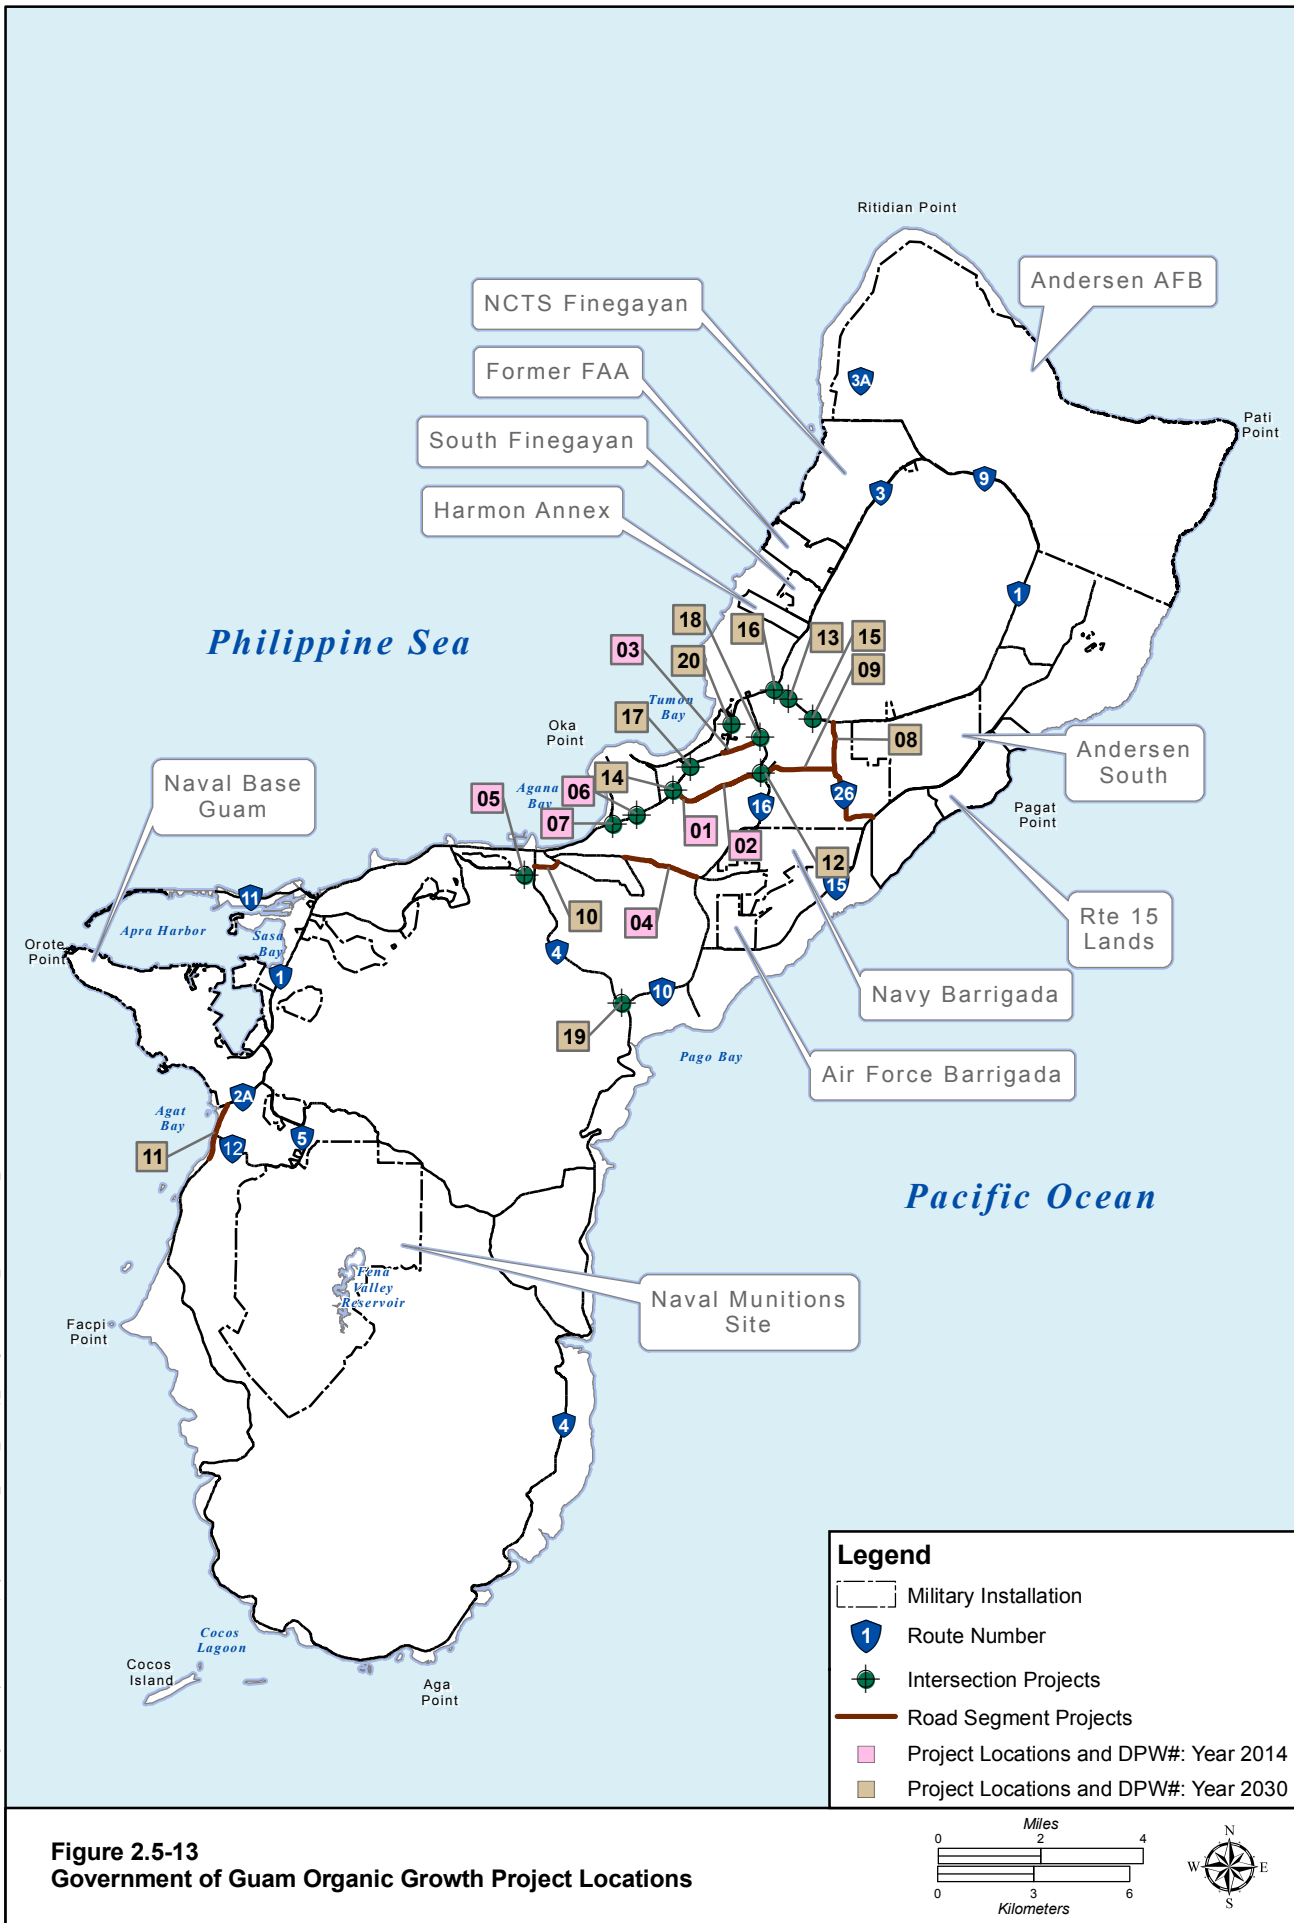 Ritidian Point
Andersen AFB
NCTS Finegayan
Former FAA
3A
South Finegayan
Pati
Point
9
3
Harmon Annex
1
18
16
13
15
Philippine Sea
03
20
09
Tumon
Bay
17
Oka
Point
08
Andersen
South
Naval Base
Guam
14
05
06
Agana
Bay
26
16
Pagat
Point
07
01
02
12
15
11
10
04
Rte 15
Lands
Apra Harbor
Sasa
Bay
Orote
Point
4
1
10
Navy Barrigada
19
Pago Bay
Air Force Barrigada
2A
Agat
Bay
5
12
11
Pacific Ocean
Fena
Valley
Reservoir
Naval Munitions
Site
Facpi
Point
4
Cocos
Lagoon
Cocos
Island
Aga
Point
Legend
Military Installation
1
Route Number
Intersection Projects
Road Segment Projects
Project Locations and DPW#: Year 2014
Project Locations and DPW#: Year 2030
Figure 2.5-13
Government of Guam Organic Growth Project Locations
Miles
0 2 4
0 3 6
Kilometers
N
W E
S